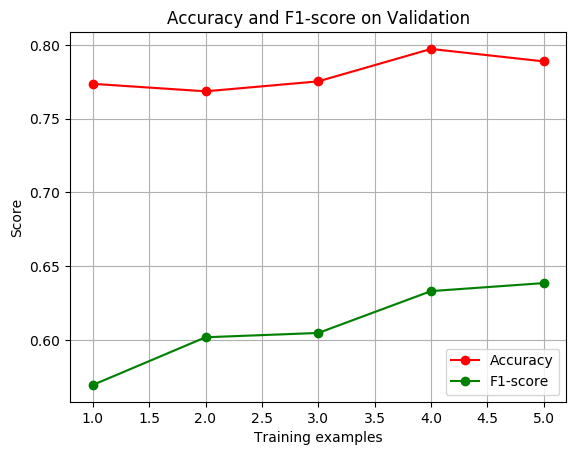 Accuracy and F1-score on Validation
0.80
0.75
0.70
0.65
0.60
Score
1.0 1.5 2.0 2.5 3.0 3.5 4.0 4.5 5.0
Training examples
Accuracy
F1-score